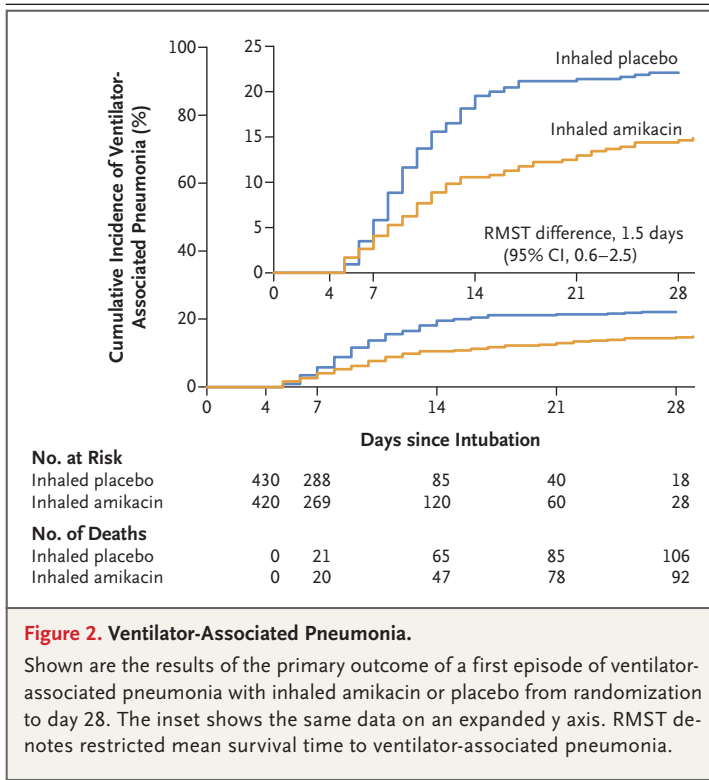 Cumulative Incidence of Ventilator-
Associated Pneumonia (%)
100
80
60
40
20
0
25
20
15
10
5
0
Inhaled placebo
Inhaled amikacin
RMST difference, 1.5 days
(95% CI, 0.6–2.5)
0 4 7 14 21 28
0 4 7 14 21 28
Days since Intubation
No. at Risk
Inhaled placebo 430 288 85 40 18
Inhaled amikacin 420 269 120 60 28
No. of Deaths
Inhaled placebo 0 21 65 85 106
Inhaled amikacin 0 20 47 78 92
Figure 2. Ventilator-Associated Pneumonia.
Shown are the results of the primary outcome of a first episode of ventilator-
associated pneumonia with inhaled amikacin or placebo from randomization
to day 28. The inset shows the same data on an expanded y axis. RMST de-
notes restricted mean survival time to ventilator-associated pneumonia.